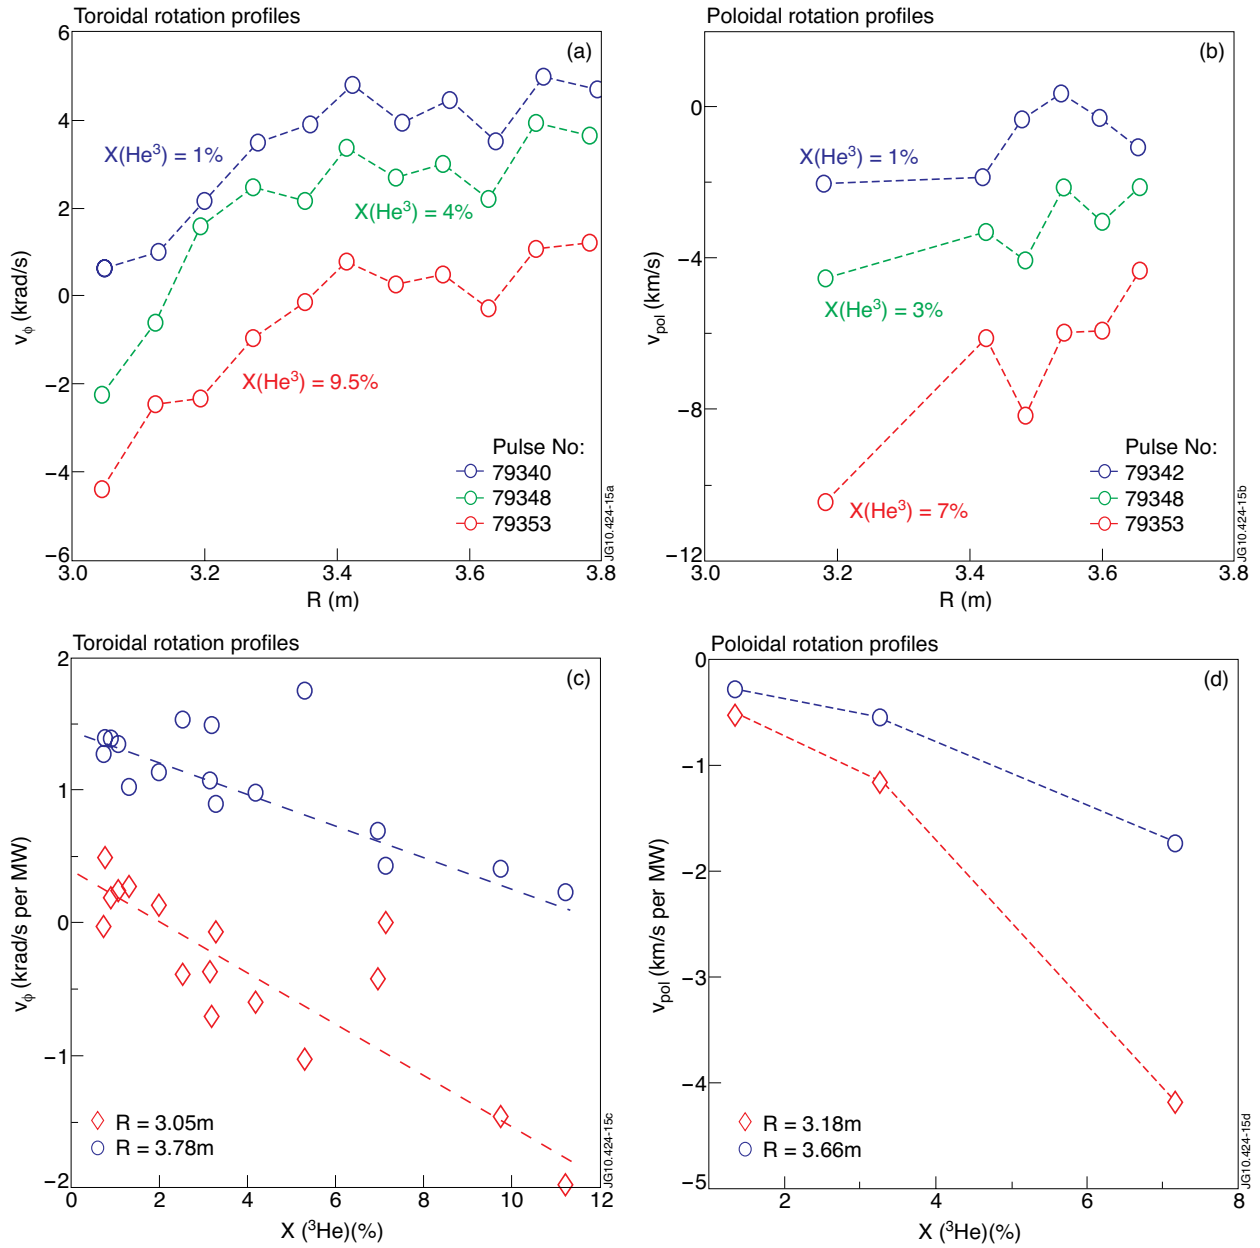 Toroidal rotation profiles
(a)
6
4
2
0
−2
−4
−6
v_ϕ (krad/s)
X(He³) = 1%
X(He³) = 4%
X(He³) = 9.5%
Pulse No:
79340
79348
79353
3.0 3.2 3.4 3.6 3.8
R (m)
JG10.424-15a
Poloidal rotation profiles
(b)
0
−4
−8
−12
v_pol (km/s)
X(He³) = 1%
X(He³) = 3%
X(He³) = 7%
Pulse No:
79342
79348
79353
3.0 3.2 3.4 3.6 3.8
R (m)
JG10.424-15b
Toroidal rotation profiles
(c)
2
1
0
−1
−2
v_ϕ (krad/s per MW)
R = 3.05m
R = 3.78m
0 2 4 6 8 10 12
X (³He)(%)
JG10.424-15c
Poloidal rotation profiles
(d)
0
−1
−2
−3
−4
−5
v_pol (km/s per MW)
R = 3.18m
R = 3.66m
2 4 6 8
X (³He)(%)
JG10.424-15d